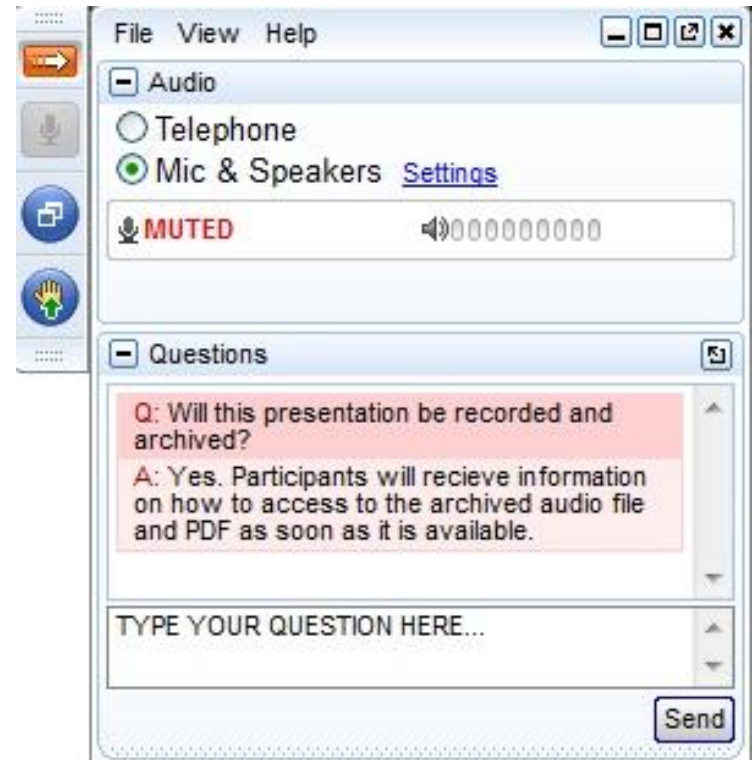 File View Help
Audio
Telephone
Mic & Speakers Settings
MUTED
Questions
Q: Will this presentation be recorded and
archived?
A: Yes. Participants will recieve information
on how to access to the archived audio file
and PDF as soon as it is available.
TYPE YOUR QUESTION HERE...
Send